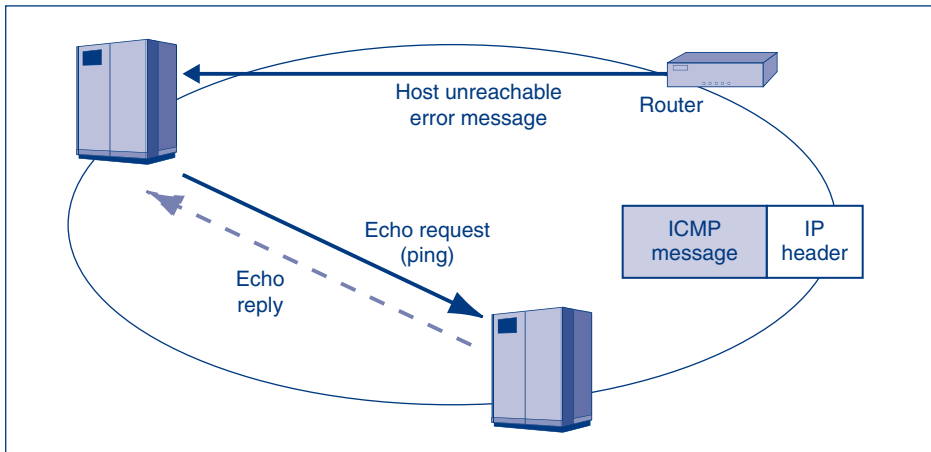 Host unreachable
error message
Router
ICMP
message
IP
header
Echo request
(ping)
Echo
reply